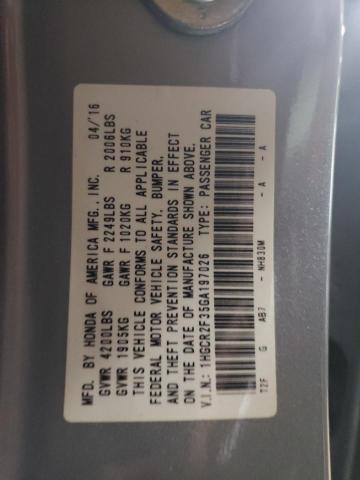 MFD. BY HONDA OF AMERICA MFG.,INC. 04/'16
GVWR 4200LBS GAWR F 2249LBS R 2006LBS
GVWR 1905KG GAWR F 1020KG R 910KG
THIS VEHICLE CONFORMS TO ALL APPLICABLE
FEDERAL MOTOR VEHICLE SAFETY, BUMPER,
AND THEFT PREVENTION STANDARDS IN EFFECT
ON THE DATE OF MANUFACTURE SHOWN ABOVE.
V.I.N.: 1HGCR2F35GA197026 TYPE: PASSENGER CAR
T2F G AB7 - NH830M - A - A